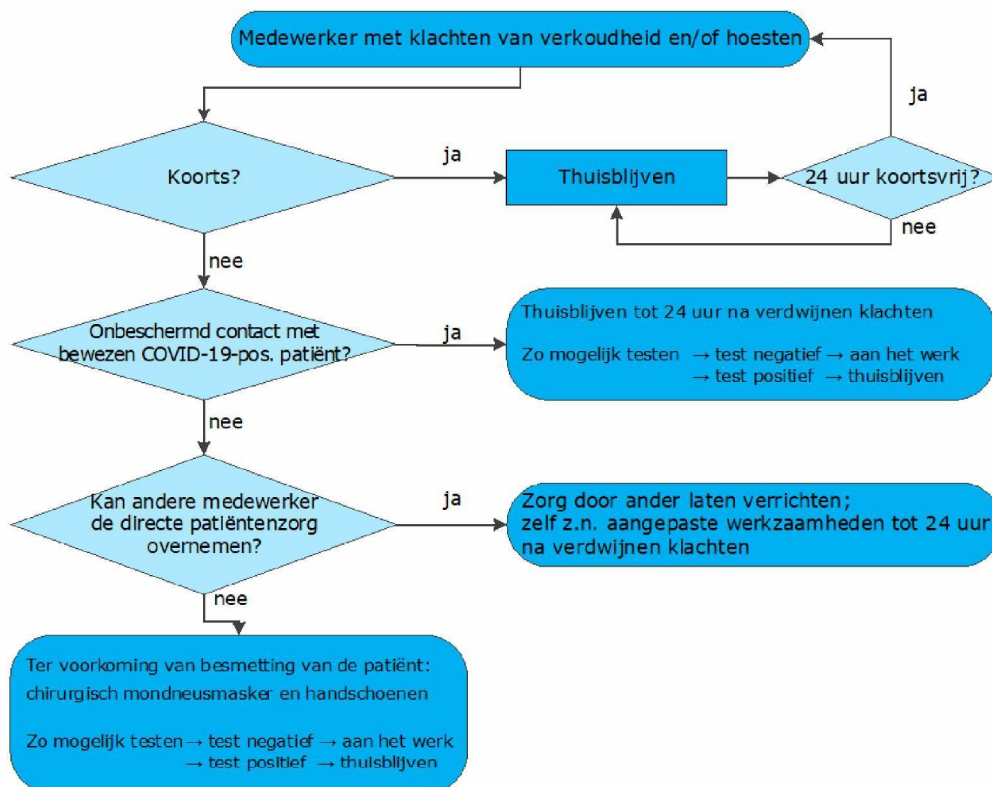 Medewerker met klachten van verkoudheid en/of hoesten
ja
Koorts?
ja
Thuisblijven
24 uur koortsvrij?
nee
nee
Onbeschermd contact met
bewezen COVID-19-pos. patiënt?
ja
Thuisblijven tot 24 uur na verdwijnen klachten
Zo mogelijk testen → test negatief → aan het werk
→ test positief → thuisblijven
nee
Kan andere medewerker
de directe patiëntenzorg
overnemen?
ja
Zorg door ander laten verrichten;
zelf z.n. aangepaste werkzaamheden tot 24 uur
na verdwijnen klachten
nee
Ter voorkoming van besmetting van de patiënt:
chirurgisch mondneusmasker en handschoenen
Zo mogelijk testen → test negatief → aan het werk
→ test positief → thuisblijven